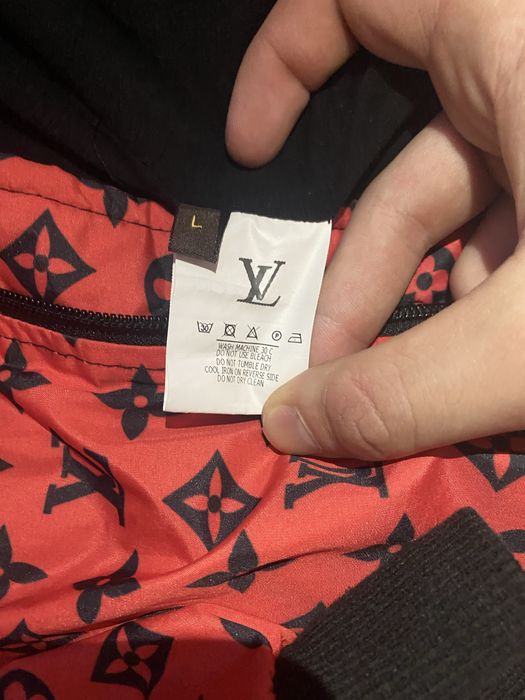 L
LV
WASH MACHINE 30 C
DO NOT USE BLEACH
DO NOT TUMBLE DRY
COOL IRON ON REVERSE SIDE
DO NOT DRY CLEAN